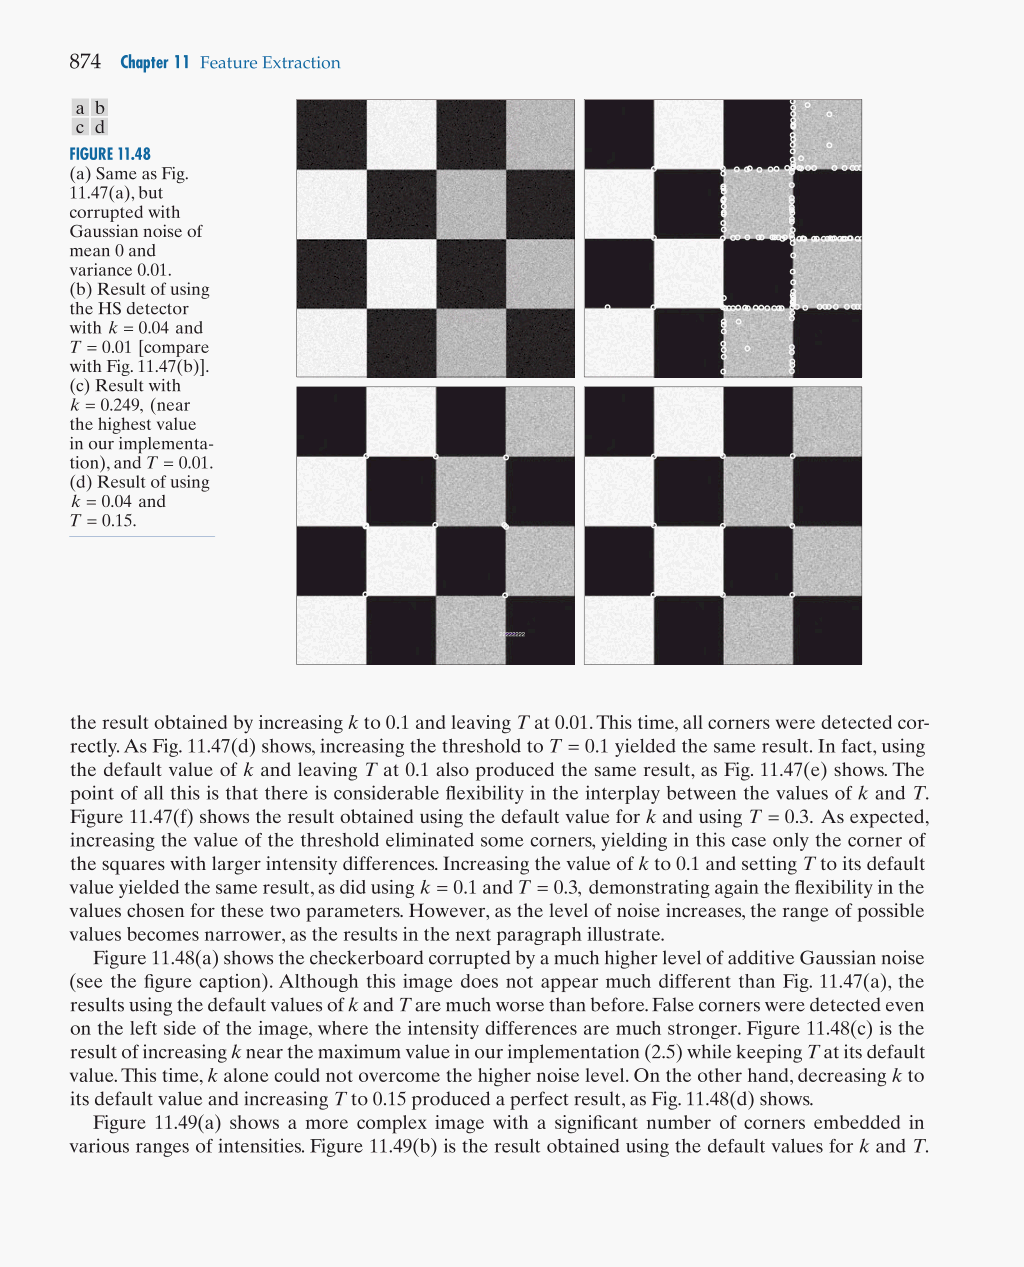 874 Chapter 11 Feature Extraction
a b
c d
FIGURE 11.48
(a) Same as Fig.
11.47(a), but
corrupted with
Gaussian noise of
mean 0 and
variance 0.01.
(b) Result of using
the HS detector
with k = 0.04 and
T = 0.01 [compare
with Fig. 11.47(b)].
(c) Result with
k = 0.249, (near
the highest value
in our implementa-
tion), and T = 0.01.
(d) Result of using
k = 0.04 and
T = 0.15.
the result obtained by increasing k to 0.1 and leaving T at 0.01. This time, all corners were detected cor-
rectly. As Fig. 11.47(d) shows, increasing the threshold to T = 0.1 yielded the same result. In fact, using
the default value of k and leaving T at 0.1 also produced the same result, as Fig. 11.47(e) shows. The
point of all this is that there is considerable flexibility in the interplay between the values of k and T.
Figure 11.47(f) shows the result obtained using the default value for k and using T = 0.3. As expected,
increasing the value of the threshold eliminated some corners, yielding in this case only the corner of
the squares with larger intensity differences. Increasing the value of k to 0.1 and setting T to its default
value yielded the same result, as did using k = 0.1 and T = 0.3, demonstrating again the flexibility in the
values chosen for these two parameters. However, as the level of noise increases, the range of possible
values becomes narrower, as the results in the next paragraph illustrate.
Figure 11.48(a) shows the checkerboard corrupted by a much higher level of additive Gaussian noise
(see the figure caption). Although this image does not appear much different than Fig. 11.47(a), the
results using the default values of k and T are much worse than before. False corners were detected even
on the left side of the image, where the intensity differences are much stronger. Figure 11.48(c) is the
result of increasing k near the maximum value in our implementation (2.5) while keeping T at its default
value. This time, k alone could not overcome the higher noise level. On the other hand, decreasing k to
its default value and increasing T to 0.15 produced a perfect result, as Fig. 11.48(d) shows.
Figure 11.49(a) shows a more complex image with a significant number of corners embedded in
various ranges of intensities. Figure 11.49(b) is the result obtained using the default values for k and T.